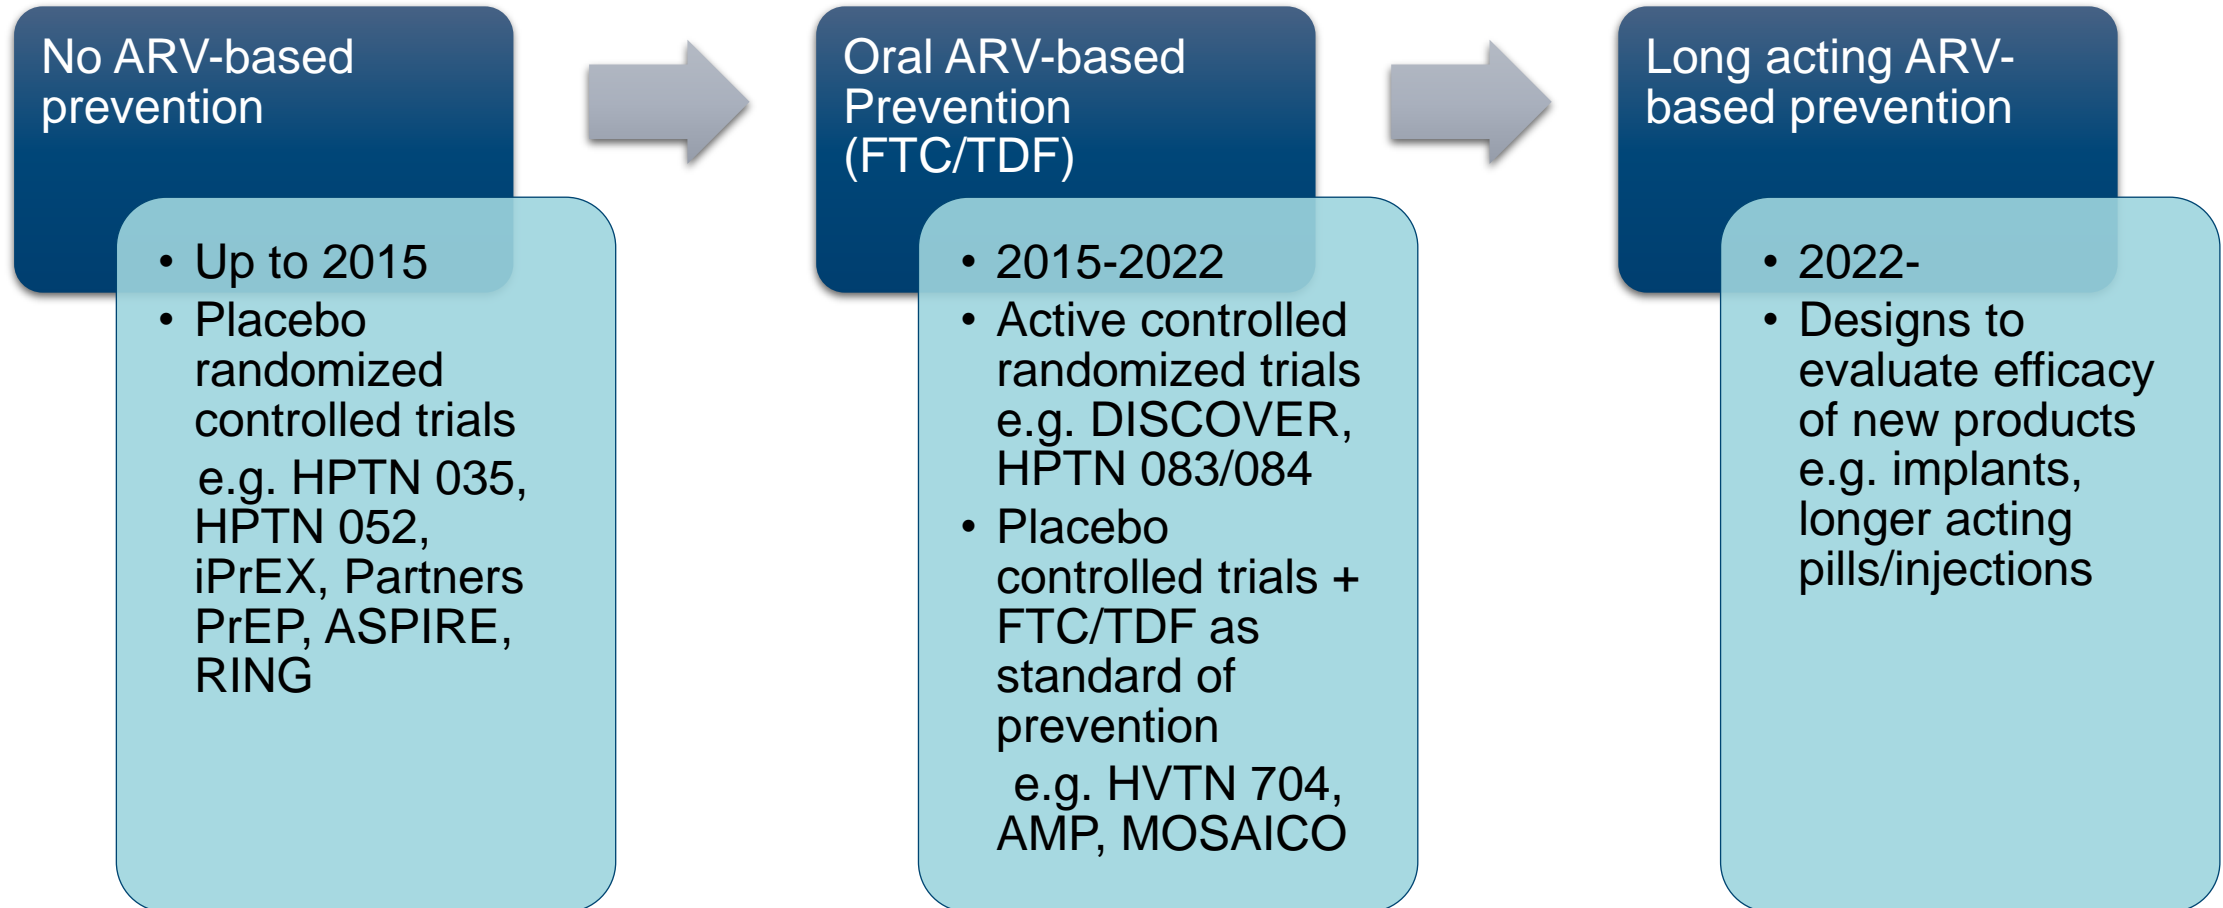 No ARV-based
prevention
• Up to 2015
• Placebo
randomized
controlled trials
e.g. HPTN 035,
HPTN 052,
iPrEX, Partners
PrEP, ASPIRE,
RING
Oral ARV-based
Prevention
(FTC/TDF)
• 2015-2022
• Active controlled
randomized trials
e.g. DISCOVER,
HPTN 083/084
• Placebo
controlled trials +
FTC/TDF as
standard of
prevention
e.g. HVTN 704,
AMP, MOSAICO
Long acting ARV-
based prevention
• 2022-
• Designs to
evaluate efficacy
of new products
e.g. implants,
longer acting
pills/injections